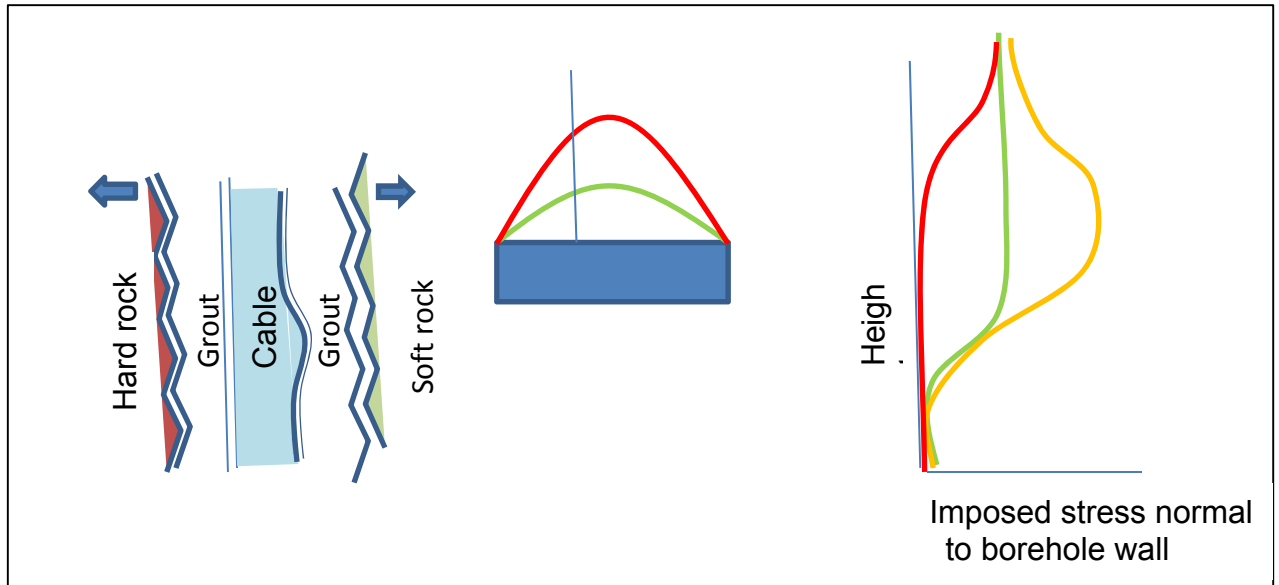 Hard rock
Grout
Cable
Grout
Soft rock
Heigh
Imposed stress normal
to borehole wall